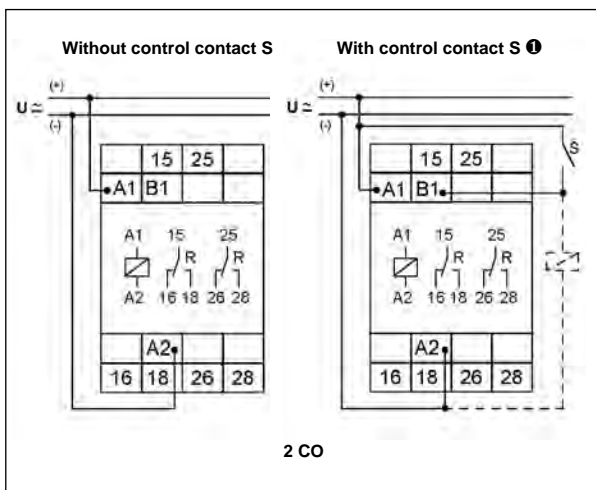 Without control contact S
With control contact S ❶
(+)
U ≃
(-)
15 25
A1 B1
A1 15 25
R R
A2 16 18 26 28
A2
16 18 26 28
(+)
U ≃
(-)
S
15 25
A1 B1
A1 15 25
R R
A2 16 18 26 28
A2
16 18 26 28
2 CO